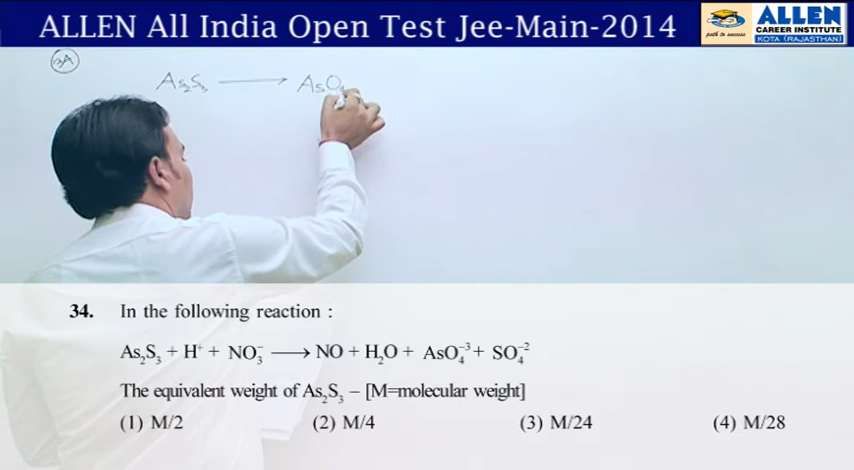 ALLEN All India Open Test Jee-Main-2014
path to success
ALLEN
CAREER INSTITUTE
KOTA (RAJASTHAN)
34
As₂S₃ ⟶ AsO₄
34. In the following reaction :
As₂S₃ + H⁺ + NO₃⁻ ⟶ NO + H₂O + AsO₄⁻³ + SO₄⁻²
The equivalent weight of As₂S₃ – [M=molecular weight]
(1) M/2 (2) M/4 (3) M/24 (4) M/28